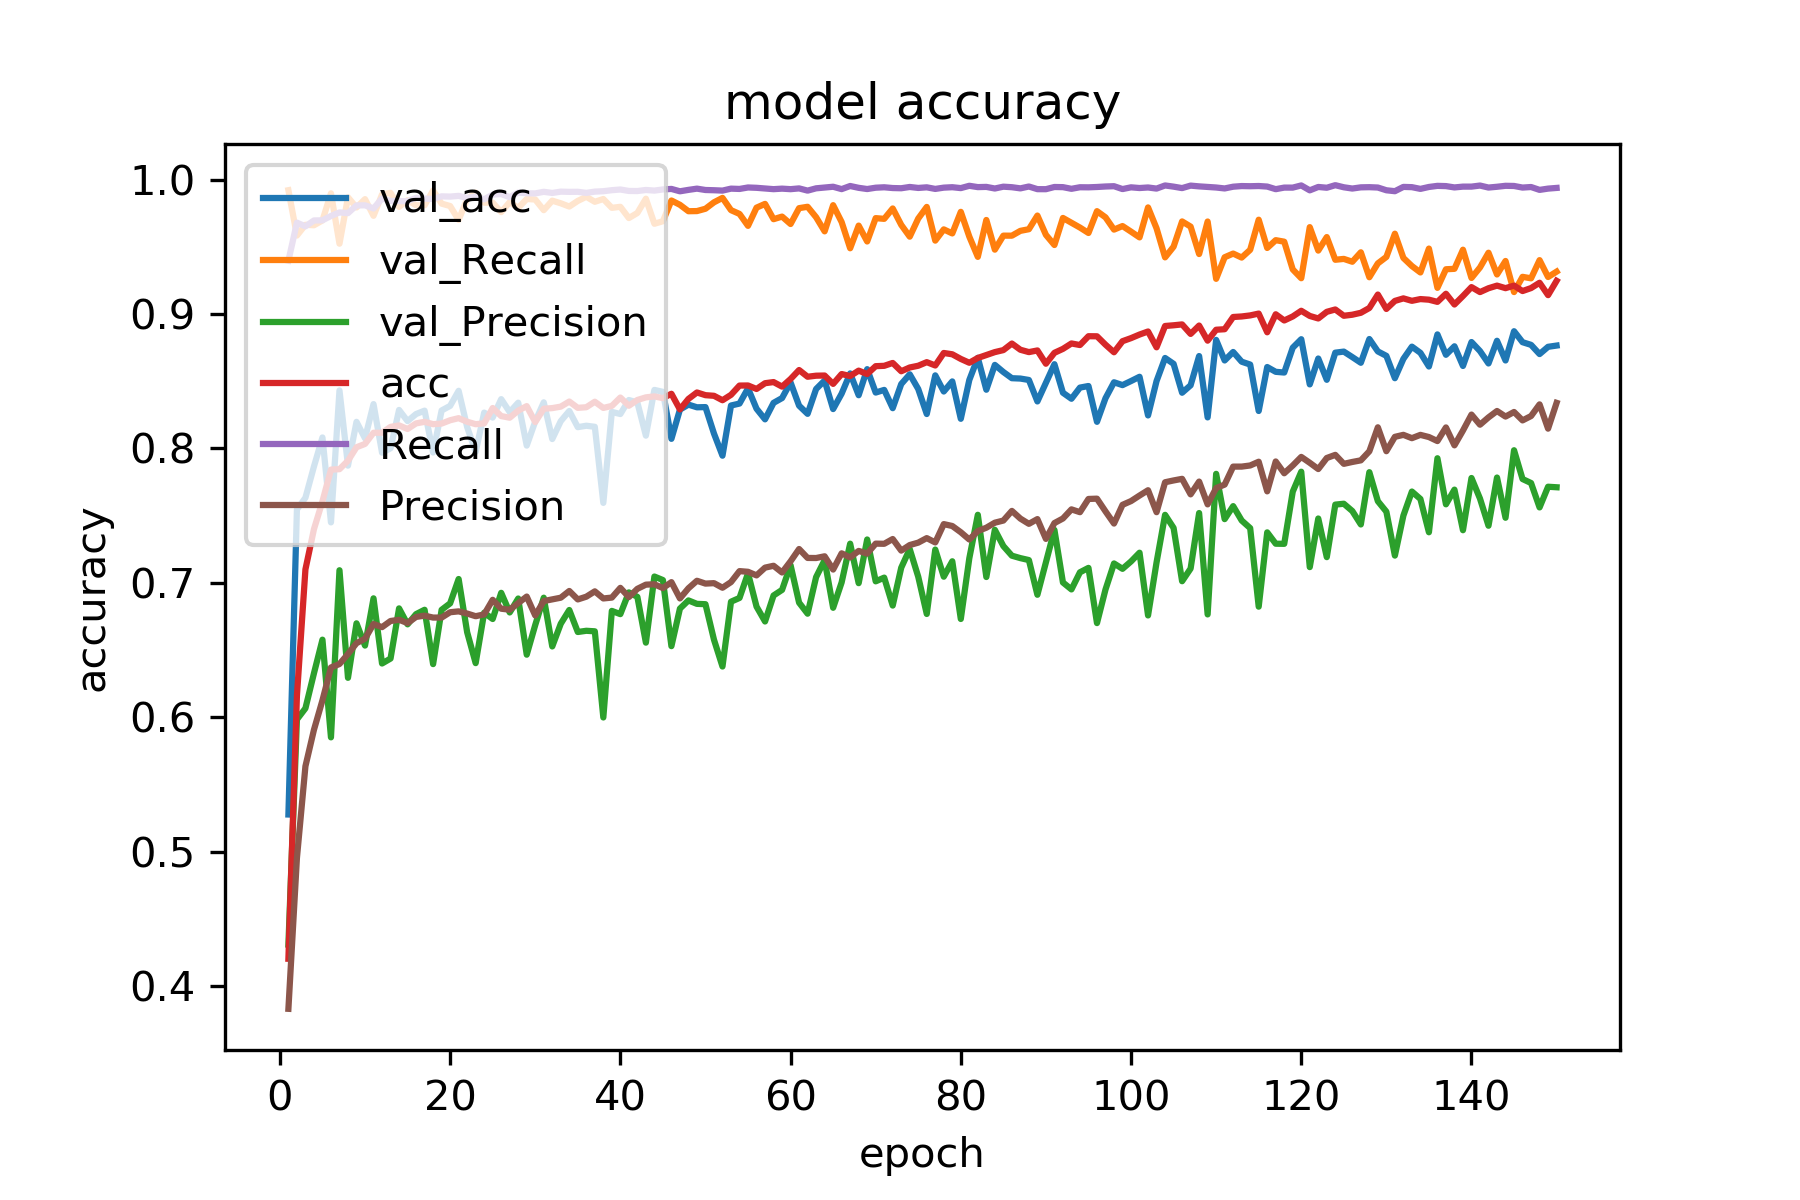 model accuracy
1.0
0.9
0.8
0.7
0.6
0.5
0.4
accuracy
val_acc
val_Recall
val_Precision
acc
Recall
Precision
0 20 40 60 80 100 120 140
epoch